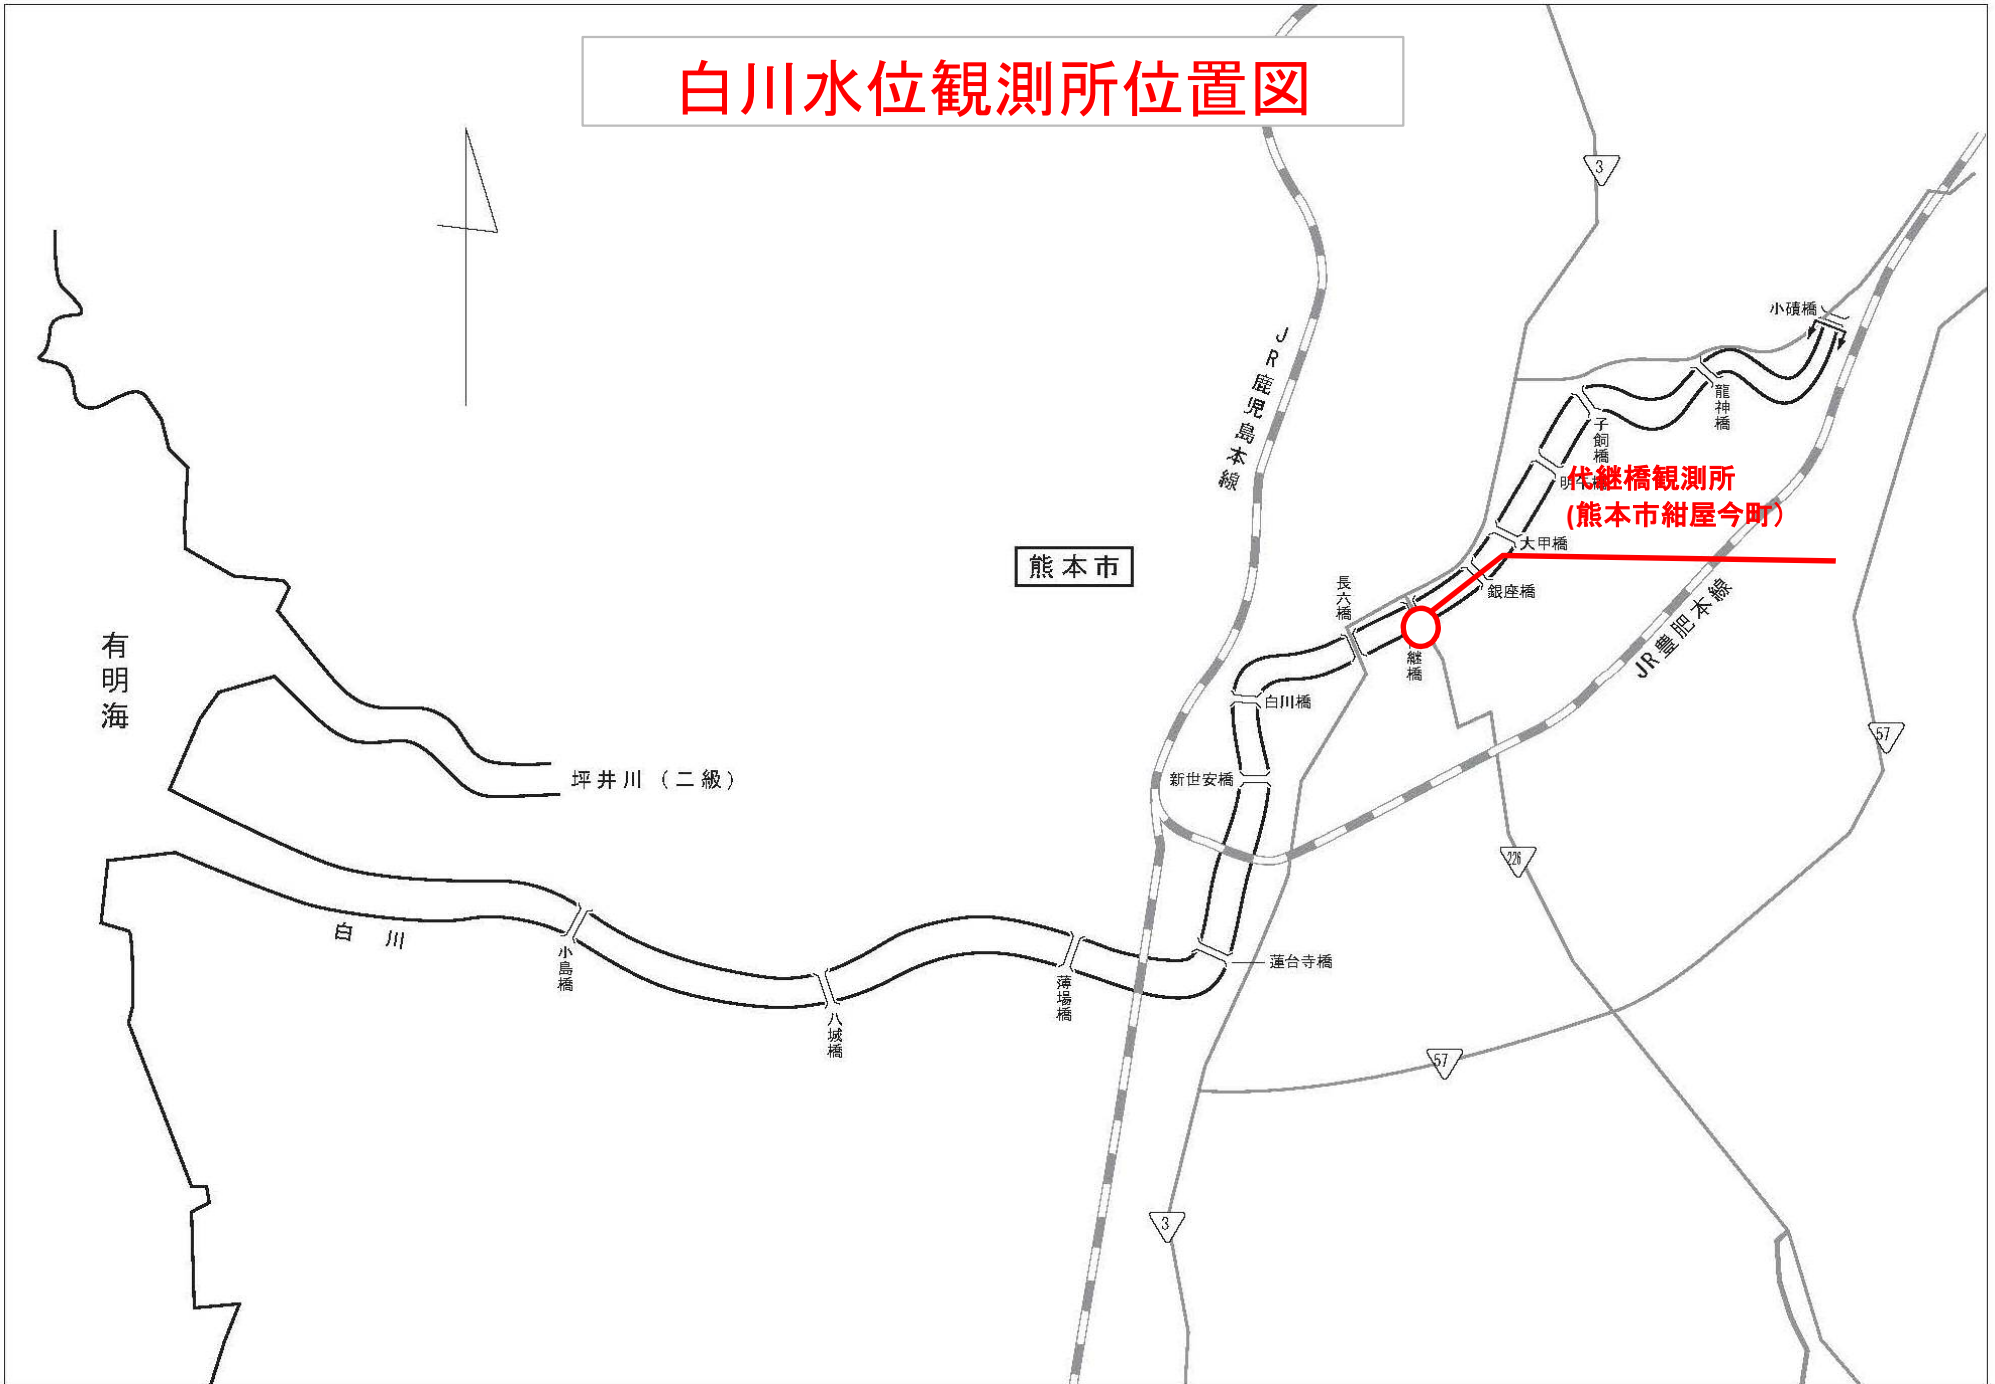 白川水位観測所位置図
3
小磧橋
JR鹿児島本線
龍神橋
子飼橋
代継橋観測所
(熊本市紺屋今町)
大甲橋
銀座橋
熊本市
長六橋
継橋
JR豊肥本線
有明海
白川橋
57
新世安橋
坪井川（二級）
226
白川
小島橋
八城橋
薄場橋
蓮台寺橋
57
3